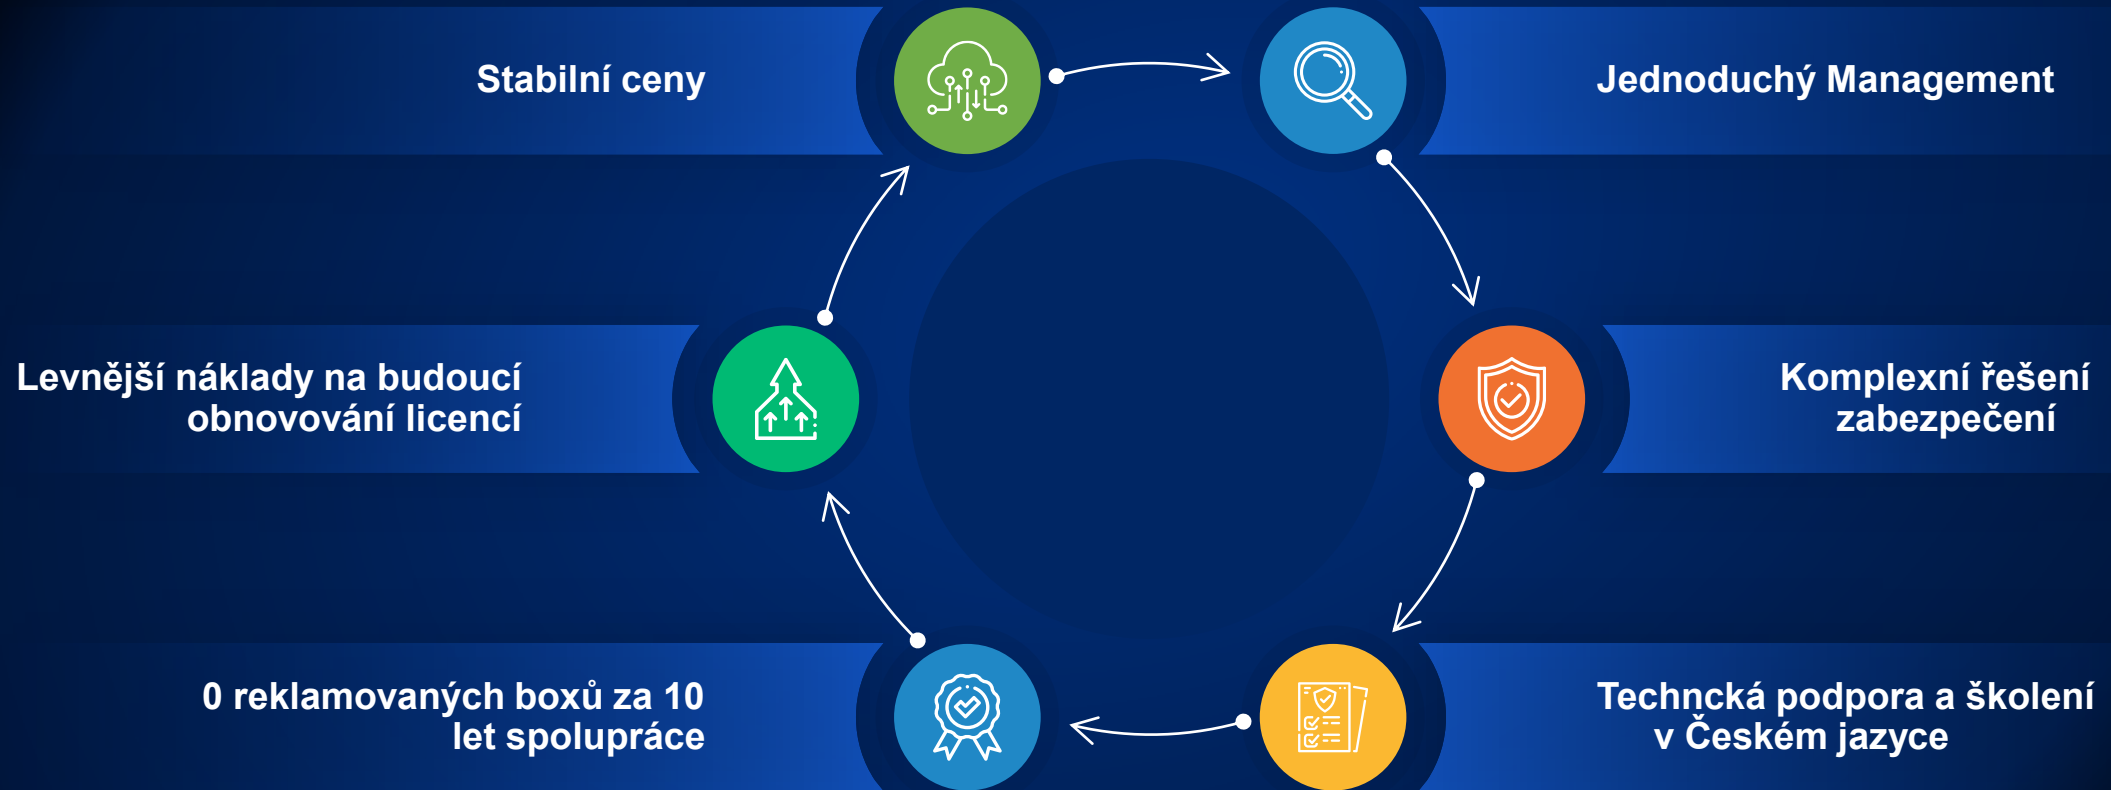 Stabilní ceny
Jednoduchý Management
Levnější náklady na budoucí
obnovování licencí
Komplexní řešení
zabezpečení
0 reklamovaných boxů za 10
let spolupráce
Techncká podpora a školení
v Českém jazyce